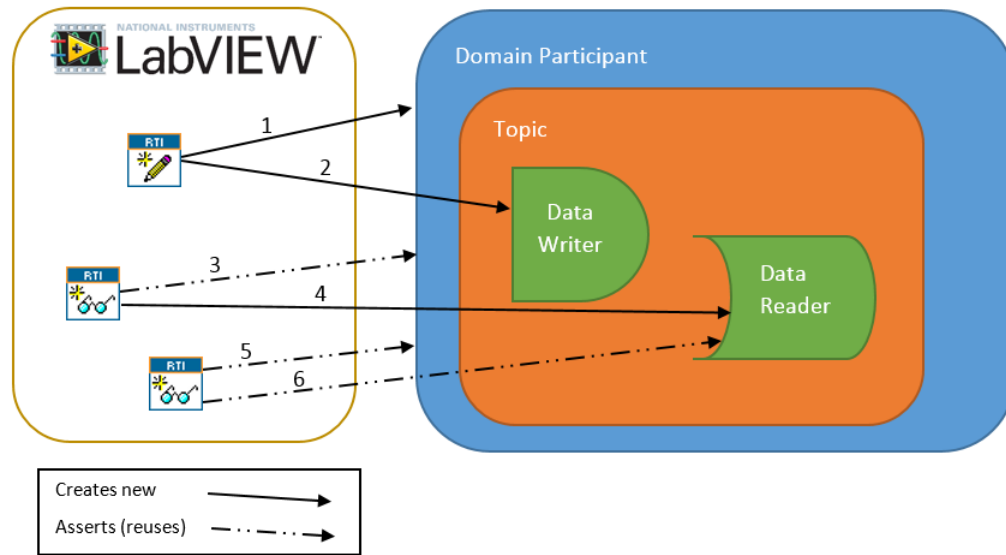 NATIONAL INSTRUMENTS
LabVIEW™
Domain Participant
Topic
RTI
1
2
Data
Writer
RTI
3
4
Data
Reader
RTI
5
6
Creates new
Asserts (reuses)